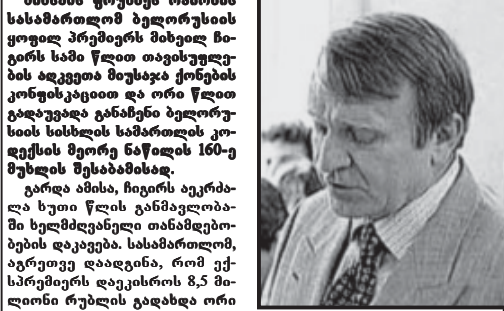 სასამართლომ ბელორუსიის
ყოფილ პრემიერს მიხეილ ჩი-
გირს სამი წლით თავისუფლე-
ბის აღკვეთა მიუსაჯა ქონების
კონფისკაციით და ორი წლით
გადაუვადა განაჩენი ბელორუ-
სიის სისხლის სამართლის კო-
დექსის მეორე ნაწილის 160-ე
მუხლის შესაბამისად.
გარდა ამისა, ჩიგირს აეკრძა-
ლა ხუთი წლის განმავლობა-
ში ხელმძღვანელი თანამდებო-
ბების დაკავება. სასამართლომ,
აგრეთვე დაადგინა, რომ ექ-
სპრემიერს დაეკისროს 8,5 მი-
ლიონი რუბლის გადახდა ორი